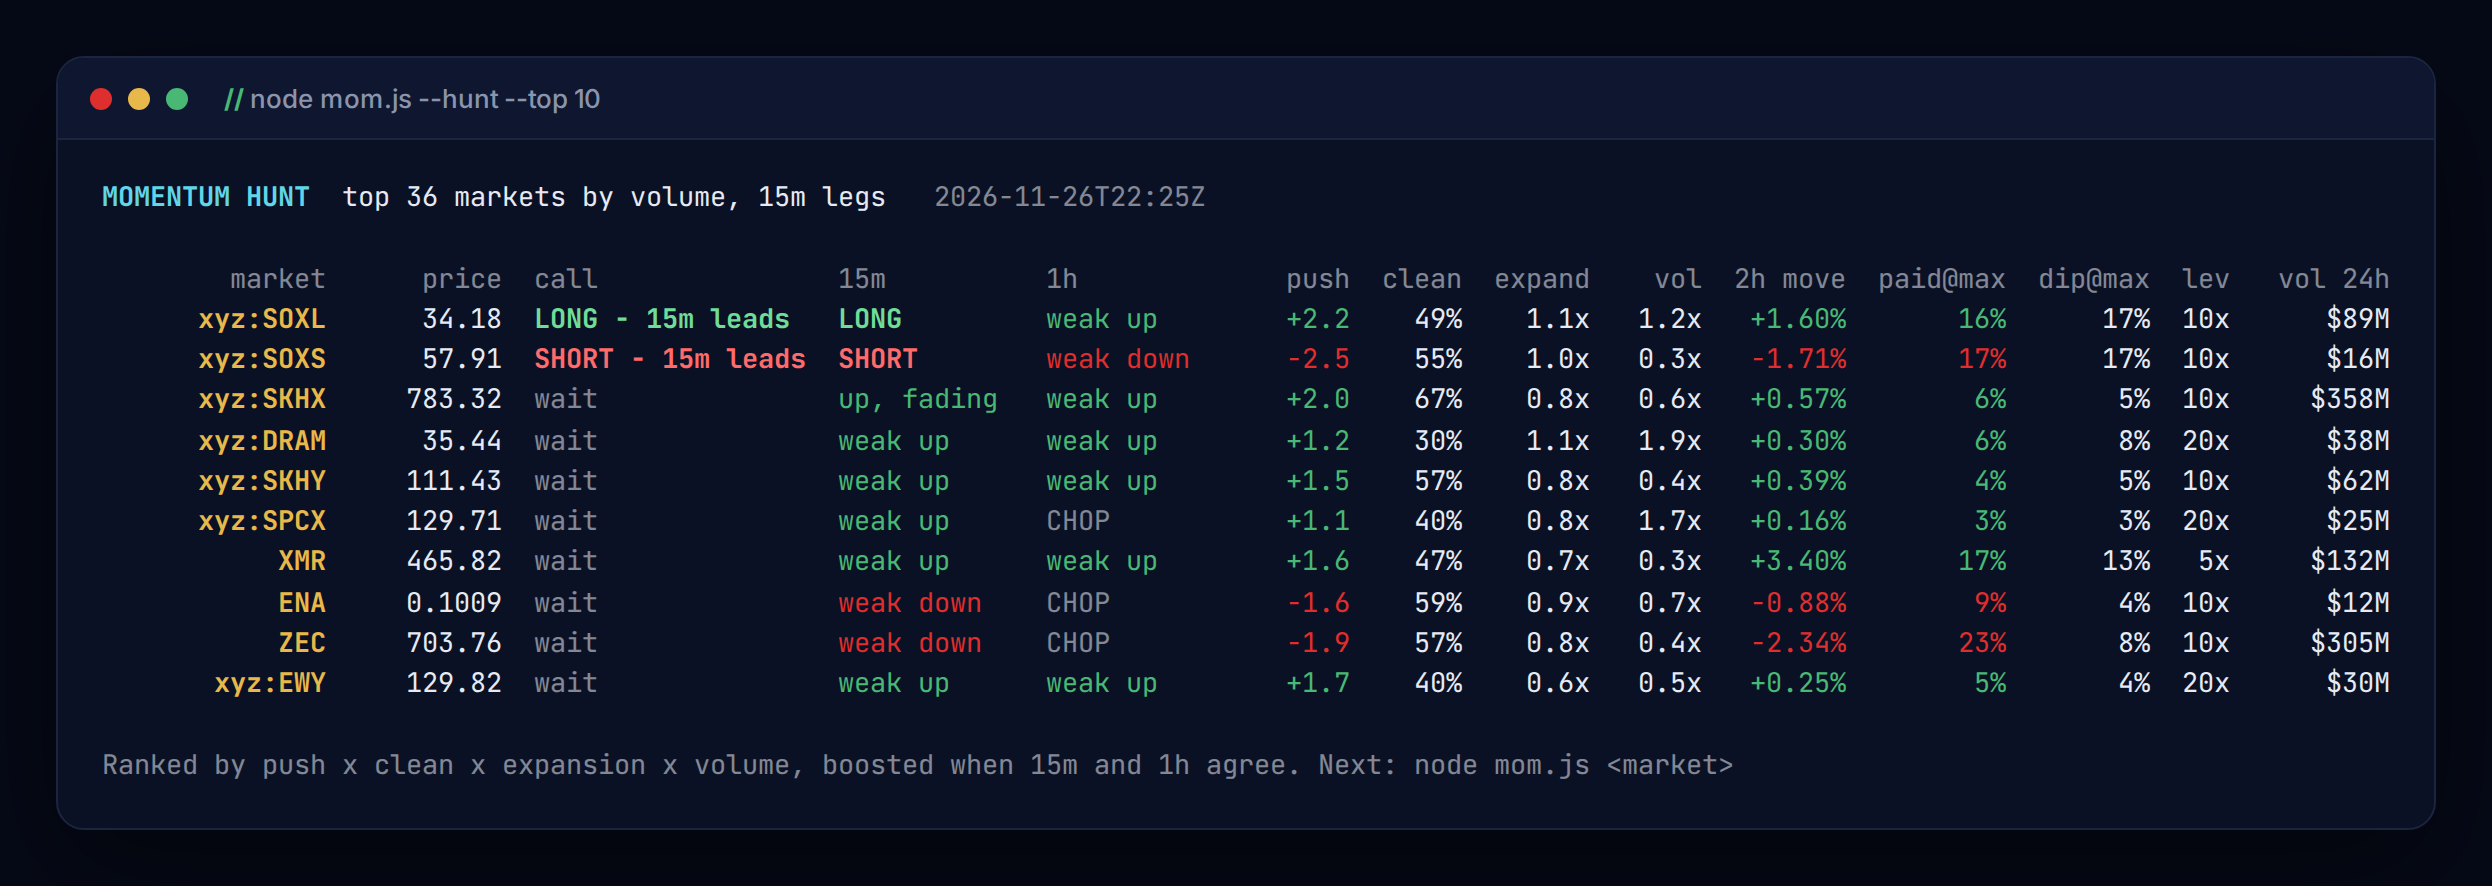 // node mom.js --hunt --top 10
MOMENTUM HUNT top 36 markets by volume, 15m legs 2026-11-26T22:25Z
market price call 15m 1h push clean expand vol 2h move paid@max dip@max lev vol 24h
xyz:SOXL 34.18 LONG - 15m leads LONG weak up +2.2 49% 1.1x 1.2x +1.60% 16% 17% 10x $89M
xyz:SOXS 57.91 SHORT - 15m leads SHORT weak down -2.5 55% 1.0x 0.3x -1.71% 17% 17% 10x $16M
xyz:SKHX 783.32 wait up, fading weak up +2.0 67% 0.8x 0.6x +0.57% 6% 5% 10x $358M
xyz:DRAM 35.44 wait weak up weak up +1.2 30% 1.1x 1.9x +0.30% 6% 8% 20x $38M
xyz:SKHY 111.43 wait weak up weak up +1.5 57% 0.8x 0.4x +0.39% 4% 5% 10x $62M
xyz:SPCX 129.71 wait weak up CHOP +1.1 40% 0.8x 1.7x +0.16% 3% 3% 20x $25M
XMR 465.82 wait weak up weak up +1.6 47% 0.7x 0.3x +3.40% 17% 13% 5x $132M
ENA 0.1009 wait weak down CHOP -1.6 59% 0.9x 0.7x -0.88% 9% 4% 10x $12M
ZEC 703.76 wait weak down CHOP -1.9 57% 0.8x 0.4x -2.34% 23% 8% 10x $305M
xyz:EWY 129.82 wait weak up weak up +1.7 40% 0.6x 0.5x +0.25% 5% 4% 20x $30M
Ranked by push x clean x expansion x volume, boosted when 15m and 1h agree. Next: node mom.js <market>